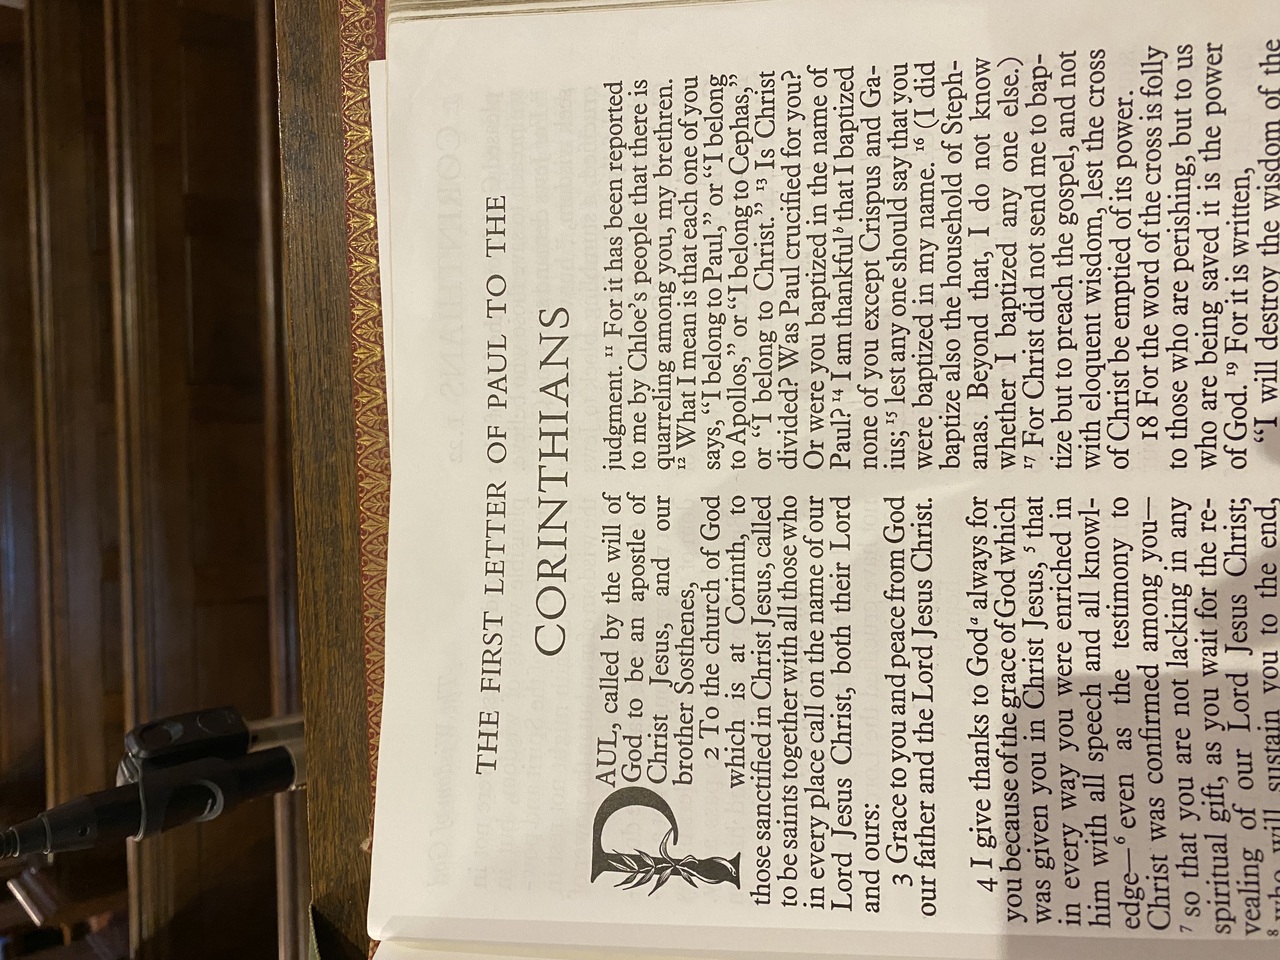 THE FIRST LETTER OF PAUL TO THE
CORINTHIANS
PAUL, called by the will of
God to be an apostle of
Christ Jesus, and our
brother Sosthenes,
2 To the church of God
which is at Corinth, to
those sanctified in Christ Jesus, called
to be saints together with all those who
in every place call on the name of our
Lord Jesus Christ, both their Lord
and ours:
3 Grace to you and peace from God
our father and the Lord Jesus Christ.
4 I give thanks to God a always for
you because of the grace of God which
was given you in Christ Jesus, 5 that
in every way you were enriched in
him with all speech and all knowl-
edge— 6 even as the testimony to
Christ was confirmed among you—
7 so that you are not lacking in any
spiritual gift, as you wait for the re-
vealing of our Lord Jesus Christ;
8 who will sustain you to the end,
judgment. 11 For it has been reported
to me by Chloe's people that there is
quarreling among you, my brethren.
12 What I mean is that each one of you
says, “I belong to Paul,” or “I belong
to Apollos,” or “I belong to Cephas,”
or “I belong to Christ.” 13 Is Christ
divided? Was Paul crucified for you?
Or were you baptized in the name of
Paul? 14 I am thankful b that I baptized
none of you except Crispus and Ga-
ius; 15 lest any one should say that you
were baptized in my name. 16 (I did
baptize also the household of Steph-
anas. Beyond that, I do not know
whether I baptized any one else.)
17 For Christ did not send me to bap-
tize but to preach the gospel, and not
with eloquent wisdom, lest the cross
of Christ be emptied of its power.
18 For the word of the cross is folly
to those who are perishing, but to us
who are being saved it is the power
of God. 19 For it is written,
“I will destroy the wisdom of the